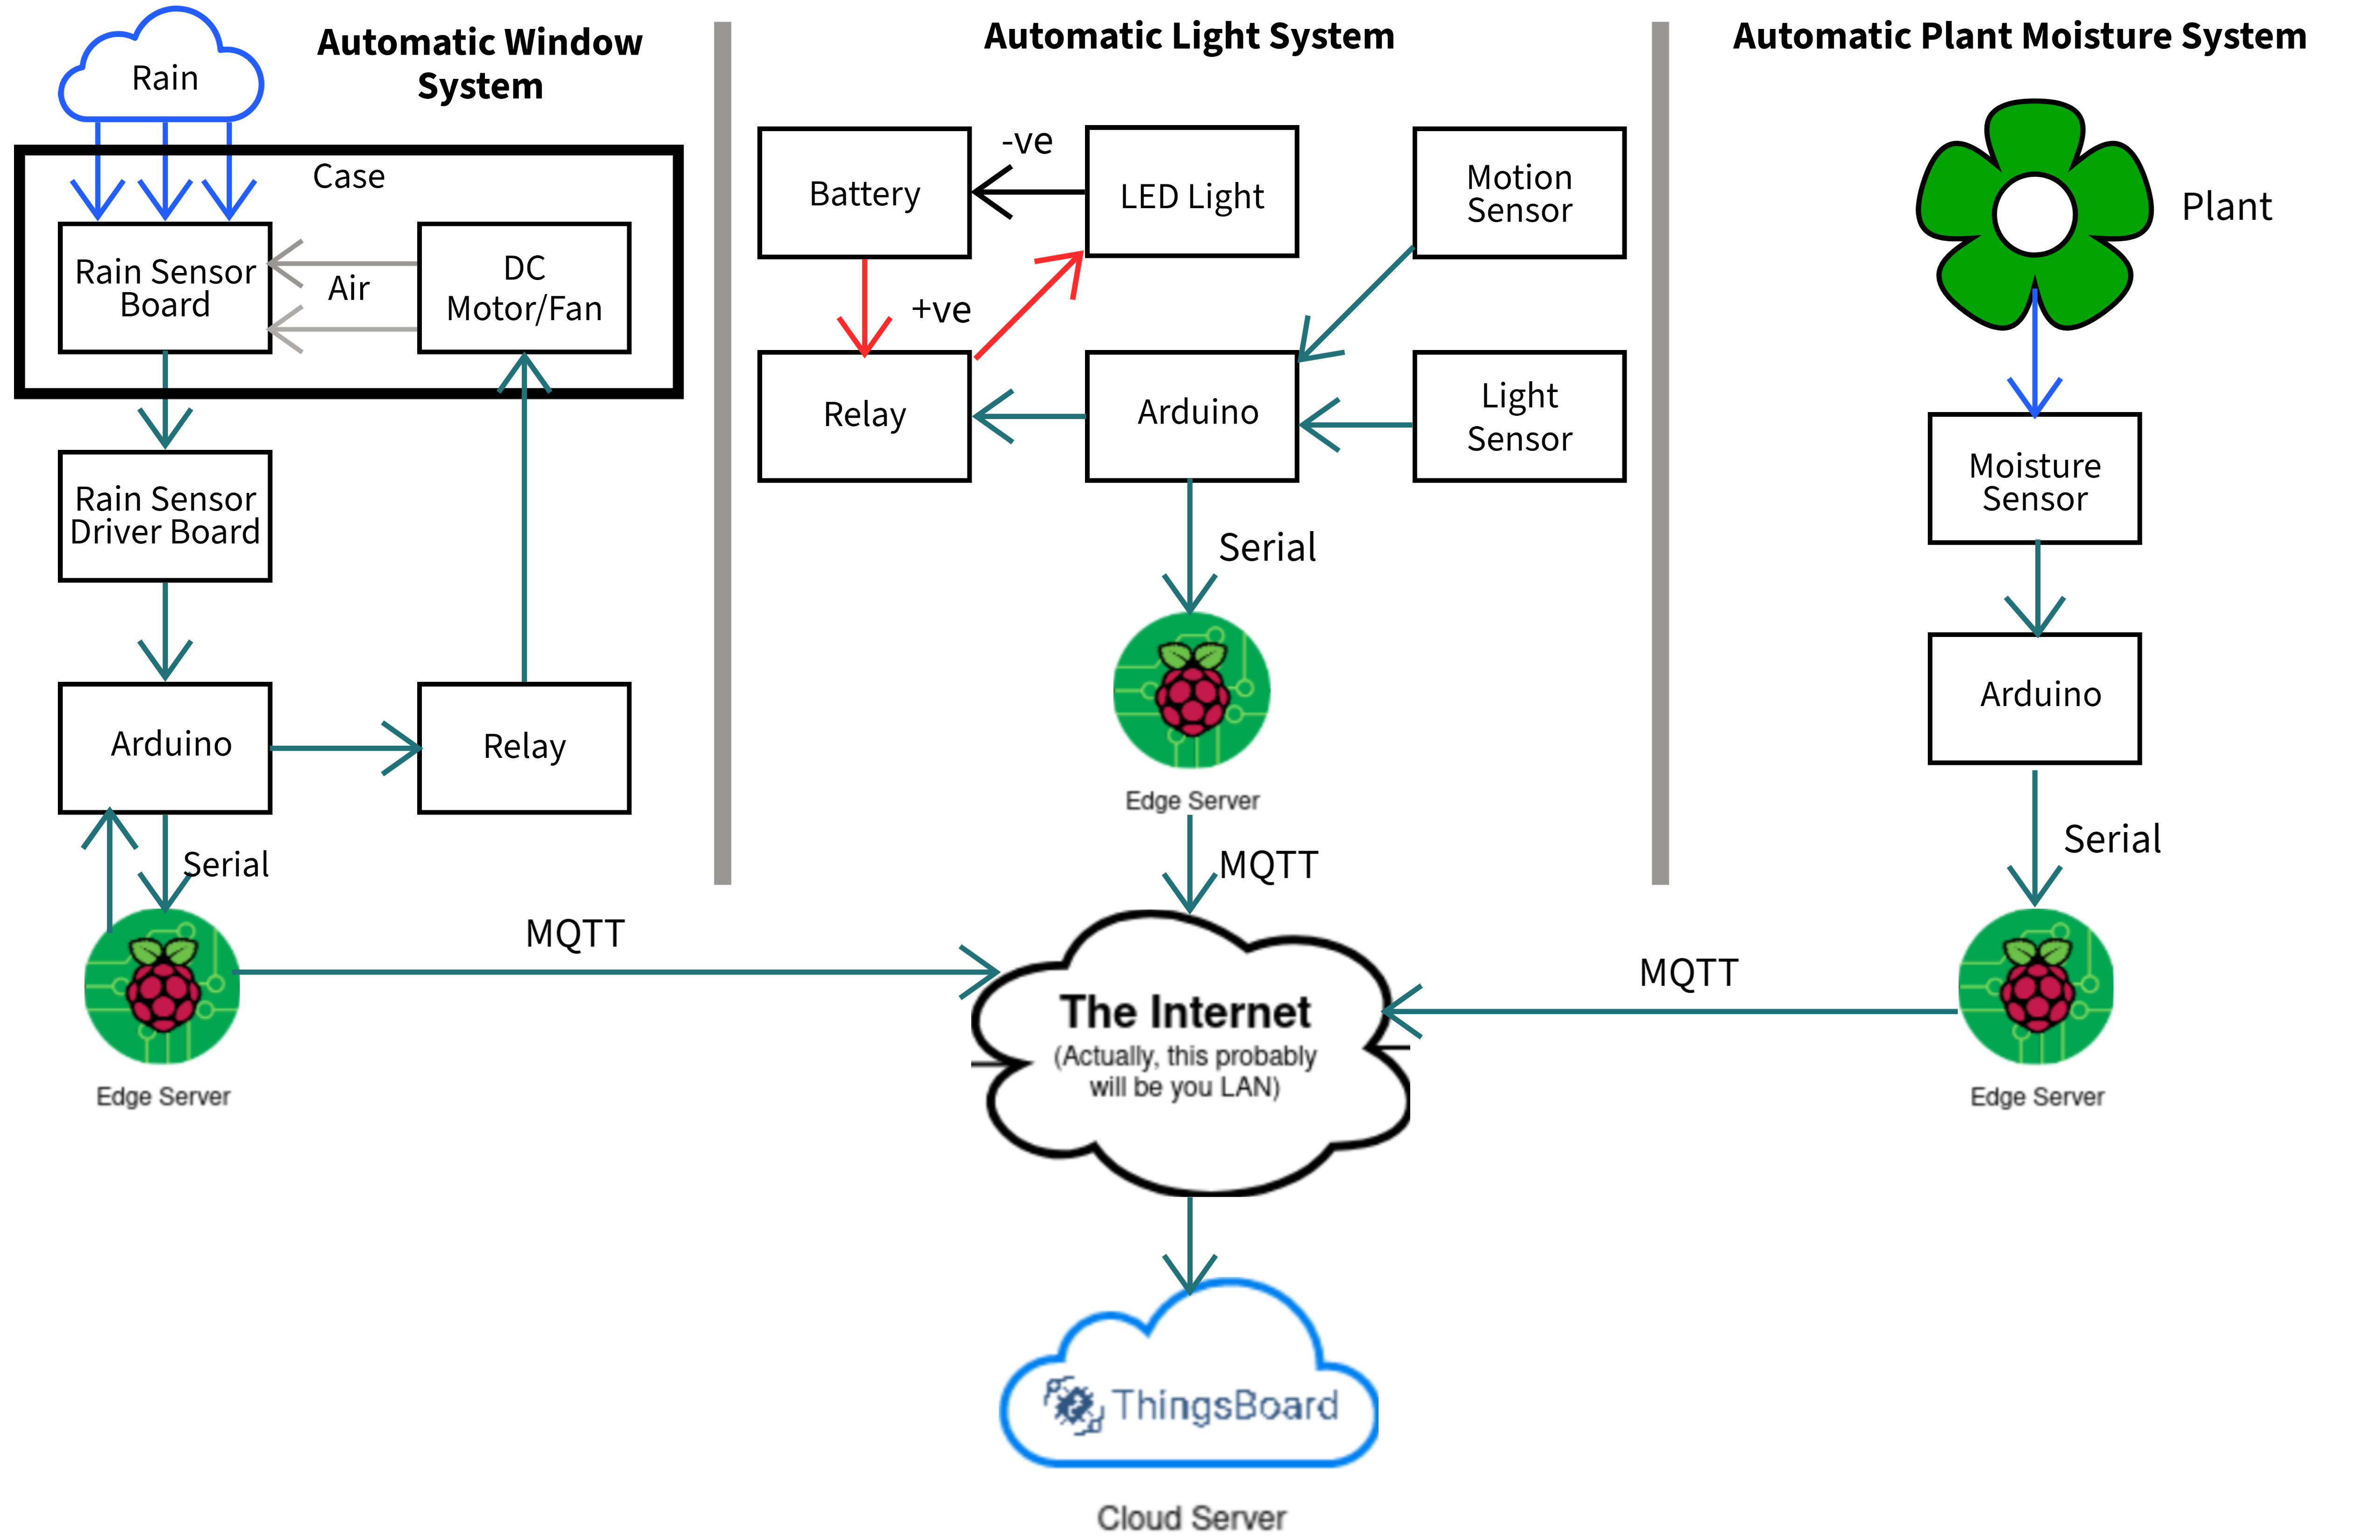 Automatic Window
System
Rain
Case
Rain Sensor
Board
Air
DC
Motor/Fan
Rain Sensor
Driver Board
Arduino
Relay
Serial
Edge Server
MQTT
Automatic Light System
Battery
-ve
LED Light
Motion
Sensor
+ve
Relay
Arduino
Light
Sensor
Serial
Edge Server
MQTT
Automatic Plant Moisture System
Plant
Moisture
Sensor
Arduino
Serial
Edge Server
MQTT
The Internet
(Actually, this probably
will be you LAN)
ThingsBoard
Cloud Server